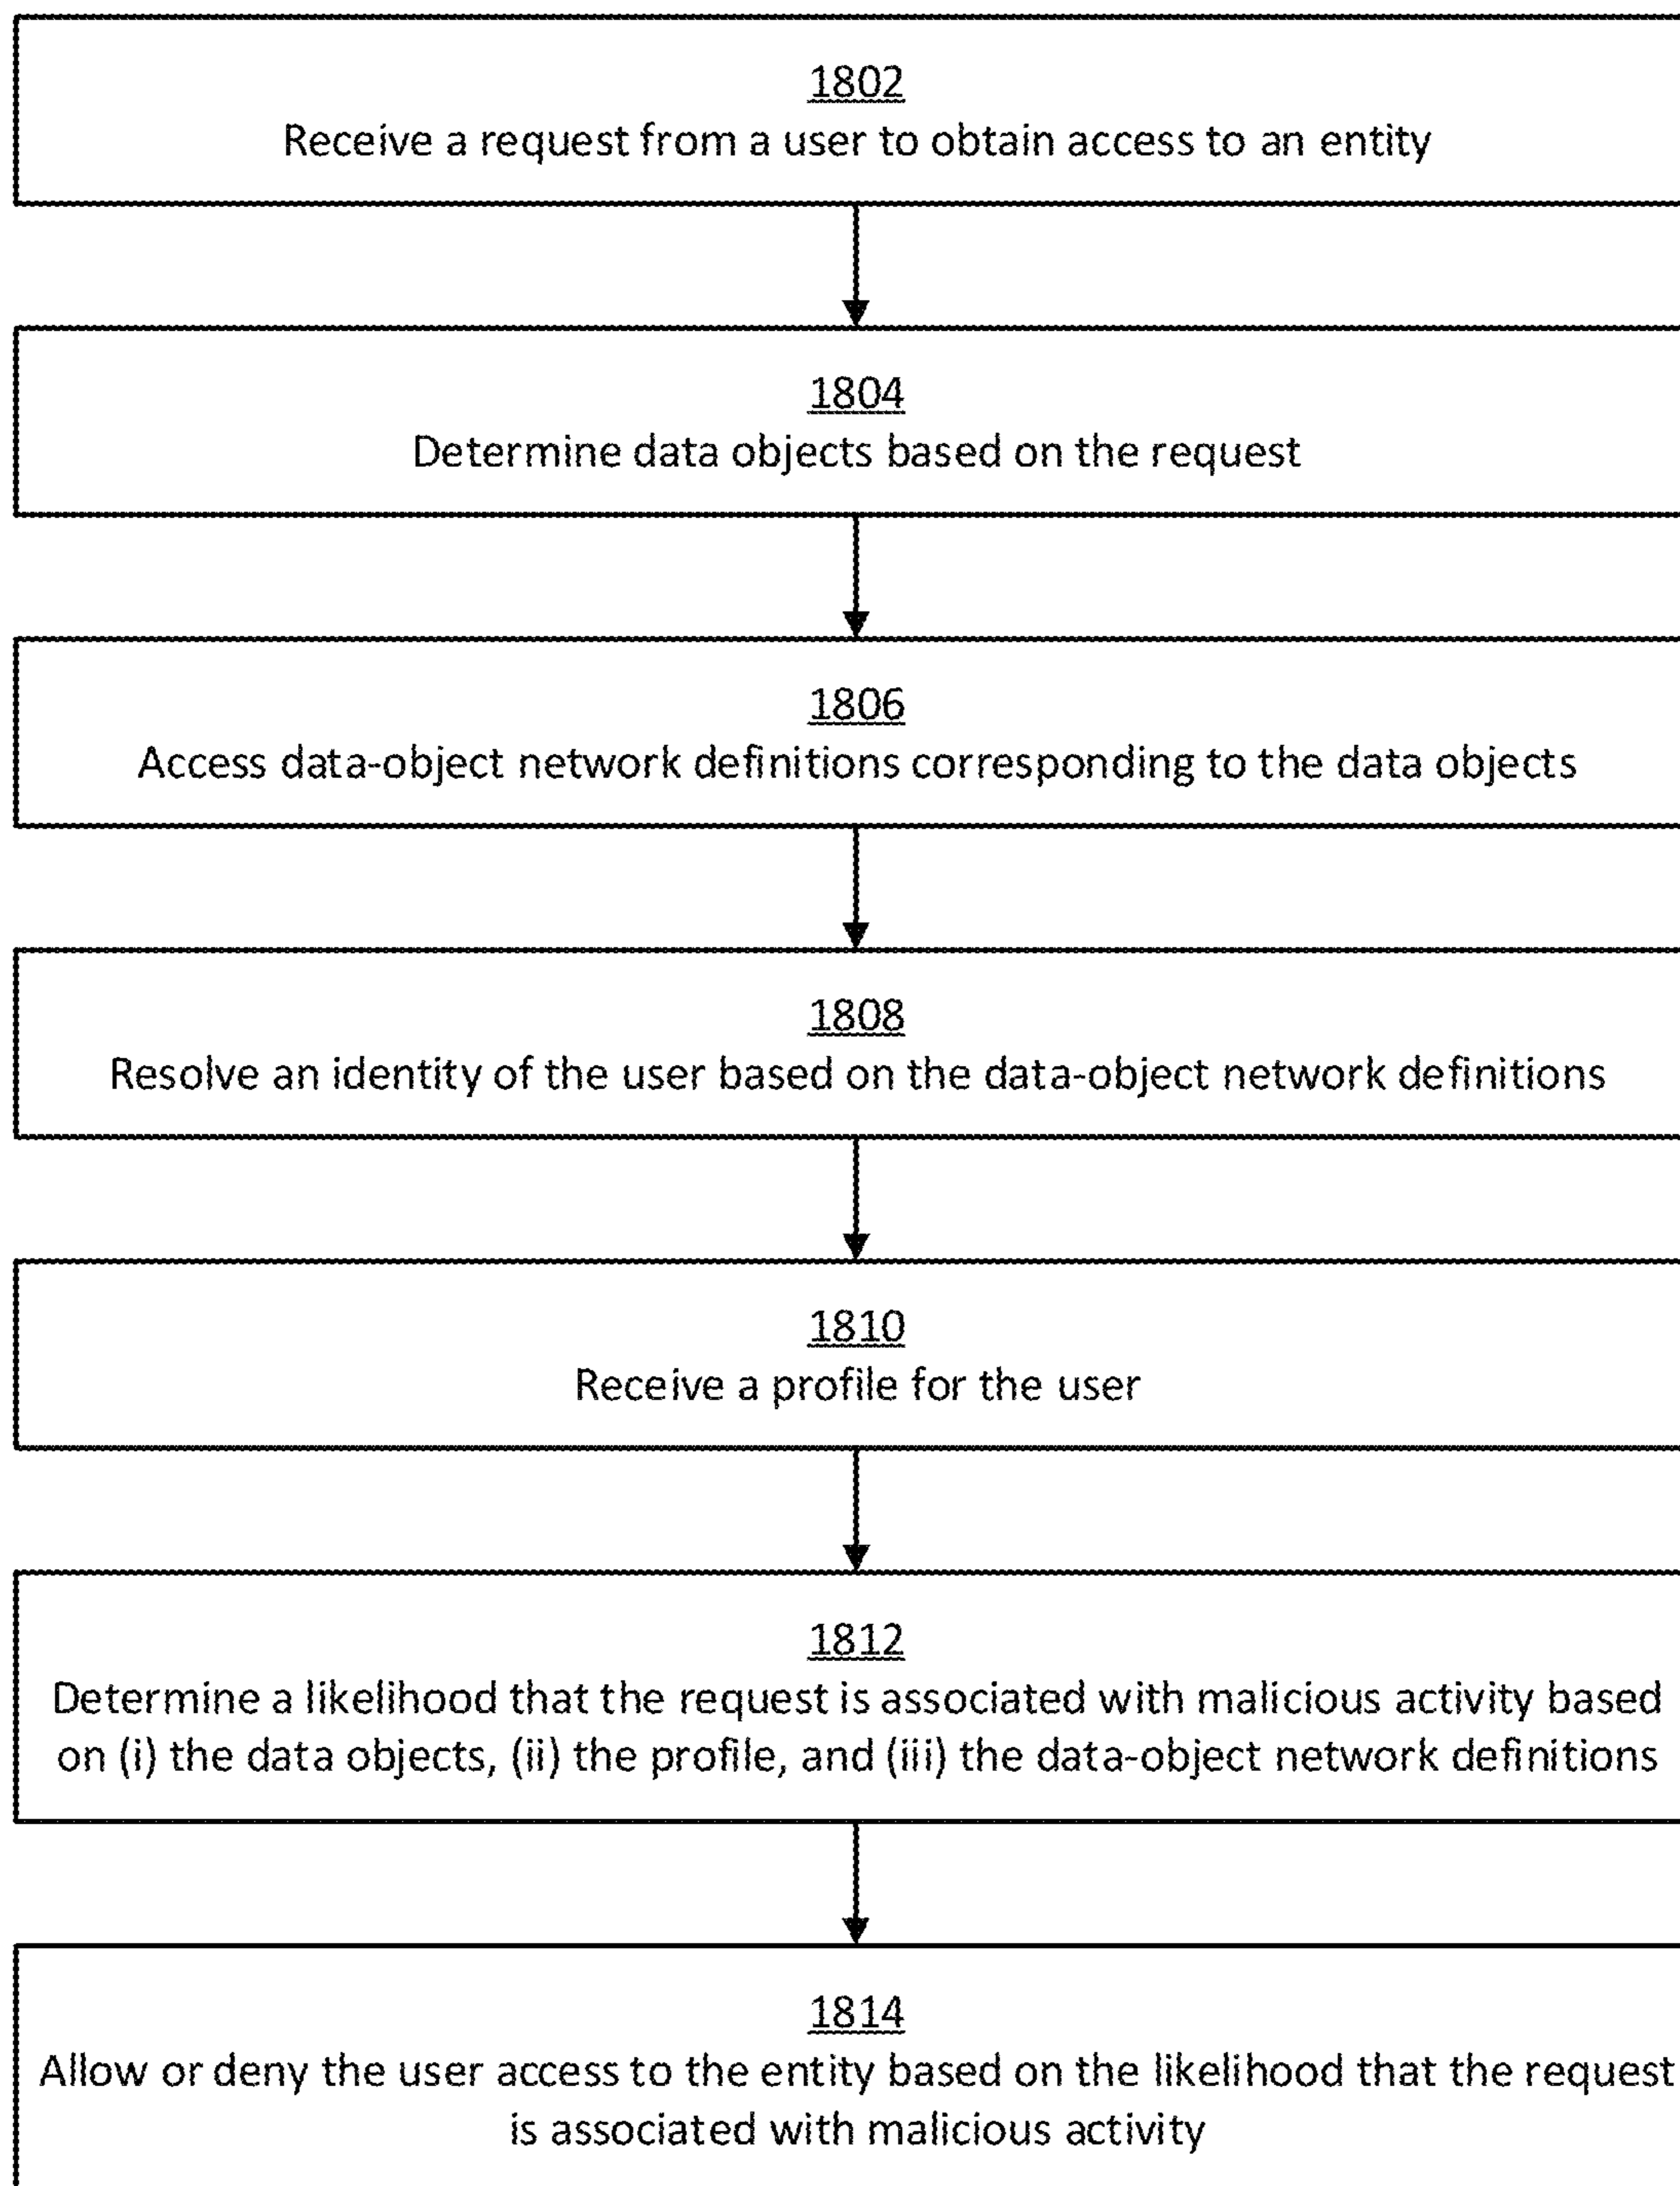 1802
Receive a request from a user to obtain access to an entity
1804
Determine data objects based on the request
1806
Access data-object network definitions corresponding to the data objects
1808
Resolve an identity of the user based on the data-object network definitions
1810
Receive a profile for the user
1812
Determine a likelihood that the request is associated with malicious activity based
on (i) the data objects, (ii) the profile, and (iii) the data-object network definitions
1814
Allow or deny the user access to the entity based on the likelihood that the request
is associated with malicious activity